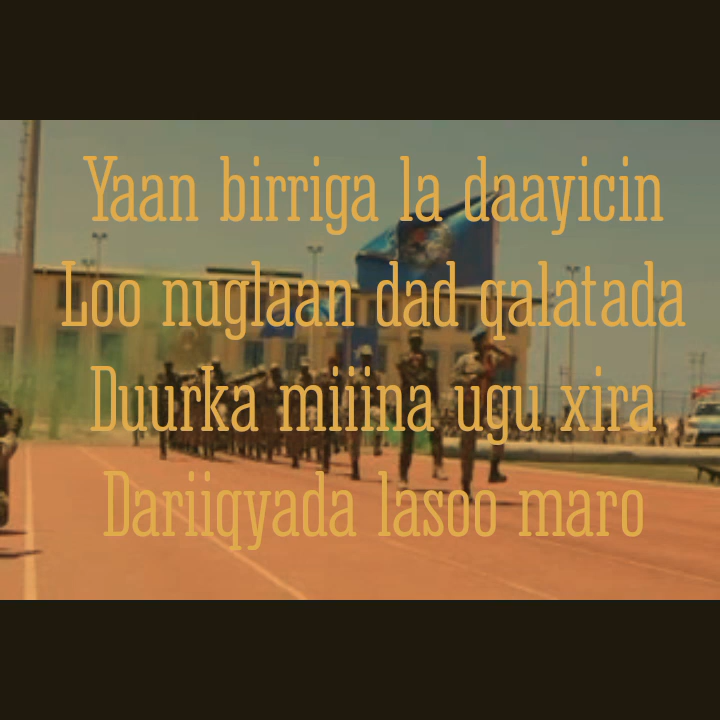 Yaan birriga la daayicin
Loo nuglaan dad qalatada
Duurka miiina ugu xira
Dariiqyada lasoo maro